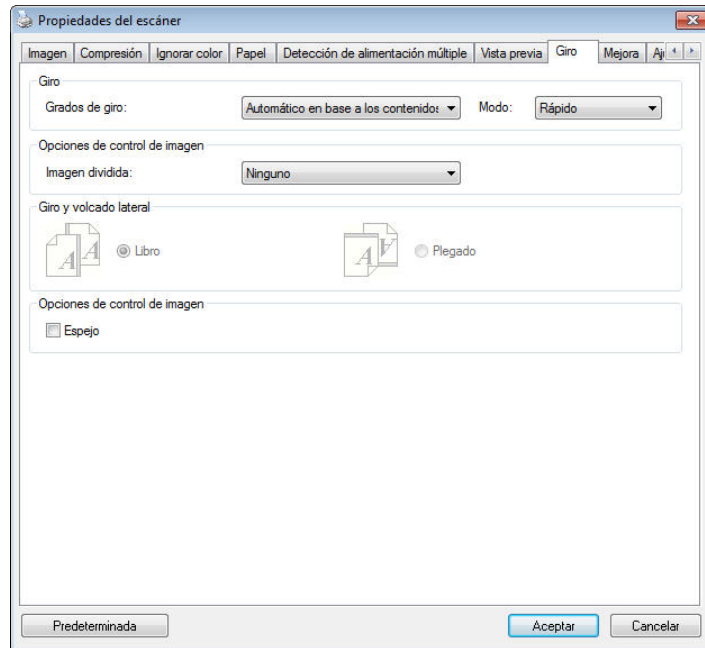 Propiedades del escáner
Imagen Compresión Ignorar color Papel Detección de alimentación múltiple Vista previa Giro Mejora
Giro
Grados de giro: Automático en base a los contenidos Modo: Rápido
Opciones de control de imagen
Imagen dividida: Ninguno
Giro y volcado lateral
A A Libro A A Plegado
Opciones de control de imagen
Espejo
Predeterminada Aceptar Cancelar